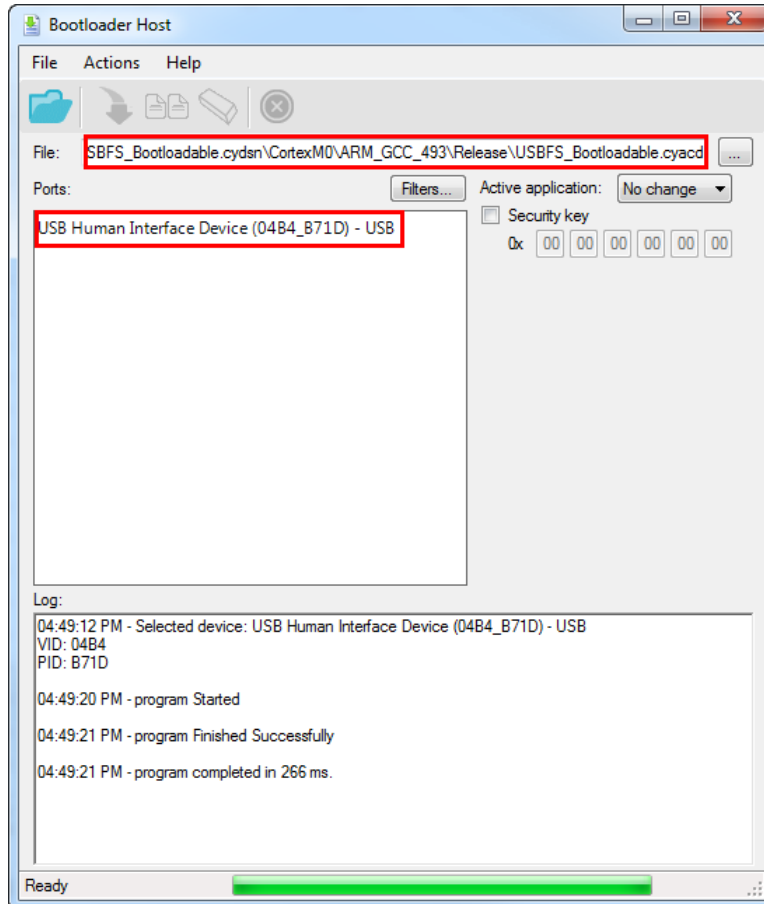 Bootloader Host
File Actions Help
File: SBFS_Bootloadable.cydsn\CortexM0\ARM_GCC_493\Release\USBFS_Bootloadable.cyacd ...
Ports: Filters... Active application: No change
Security key
USB Human Interface Device (04B4_B71D) - USB
0x 00 00 00 00 00 00
Log:
04:49:12 PM - Selected device: USB Human Interface Device (04B4_B71D) - USB
VID: 04B4
PID: B71D
04:49:20 PM - program Started
04:49:21 PM - program Finished Successfully
04:49:21 PM - program completed in 266 ms.
Ready